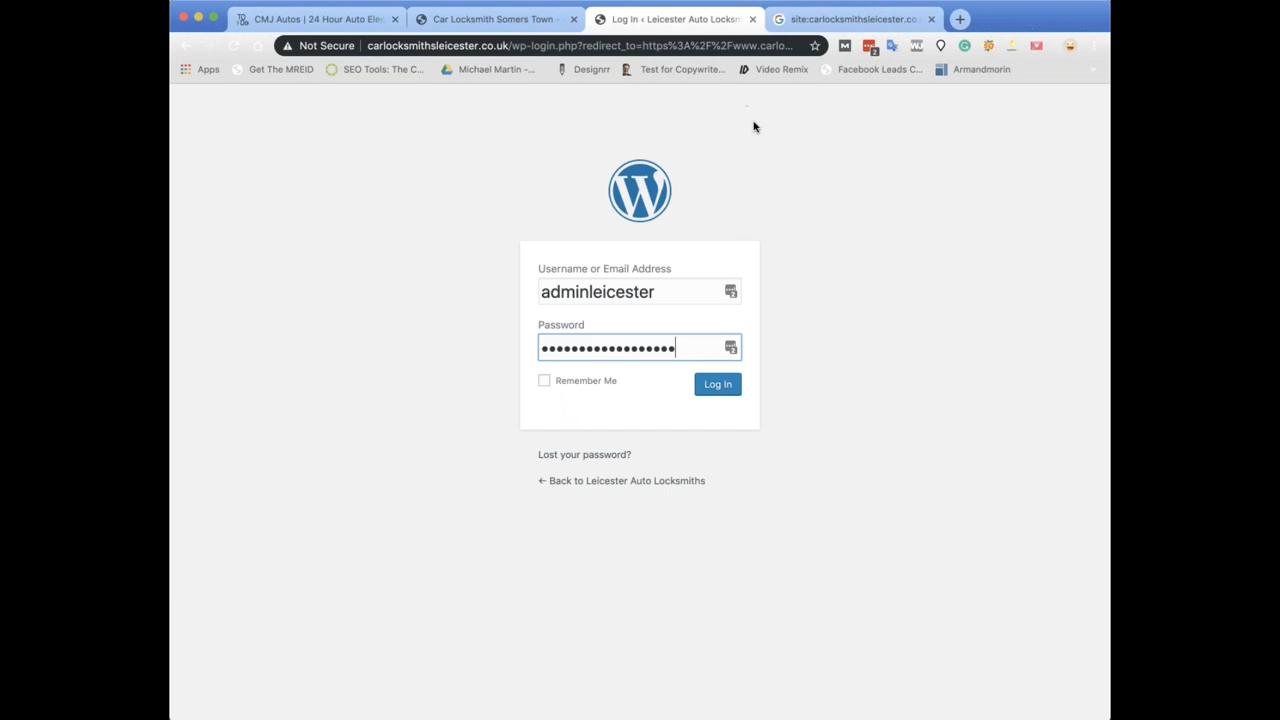 CMJ Autos | 24 Hour Auto Elec
Car Locksmith Somers Town -
Log In ‹ Leicester Auto Locksm
site:carlocksmithsleicester.co
Not Secure
carlocksmithsleicester.co.uk/wp-login.php?redirect_to=https%3A%2F%2Fwww.carlo...
Apps
Get The MREID
SEO Tools: The C...
Michael Martin -...
Designrr
Test for Copywrite...
Video Remix
Facebook Leads C...
Armandmorin
Username or Email Address
adminleicester
Password
••••••••••••••••••
Remember Me
Log In
Lost your password?
← Back to Leicester Auto Locksmiths